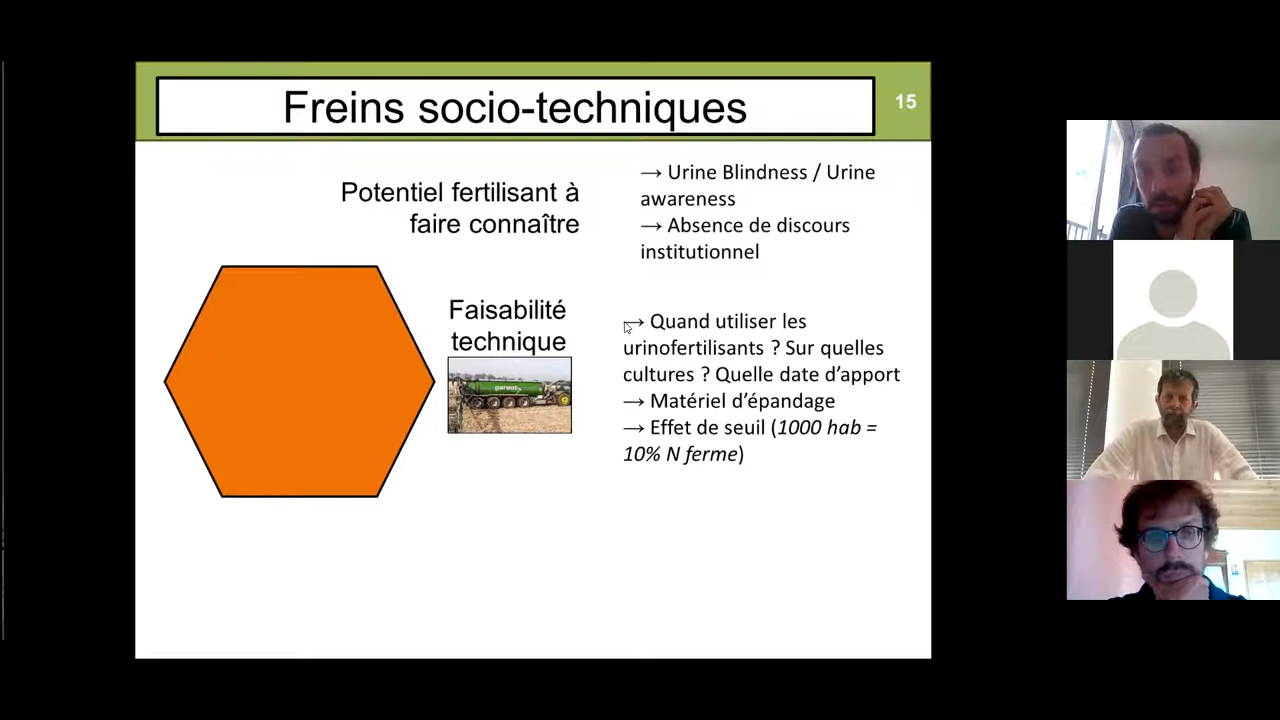 Freins socio-techniques
15
Potentiel fertilisant à
faire connaître
→ Urine Blindness / Urine
awareness
→ Absence de discours
institutionnel
Faisabilité
technique
→ Quand utiliser les
urinofertilisants ? Sur quelles
cultures ? Quelle date d’apport
→ Matériel d’épandage
→ Effet de seuil (1000 hab =
10% N ferme)